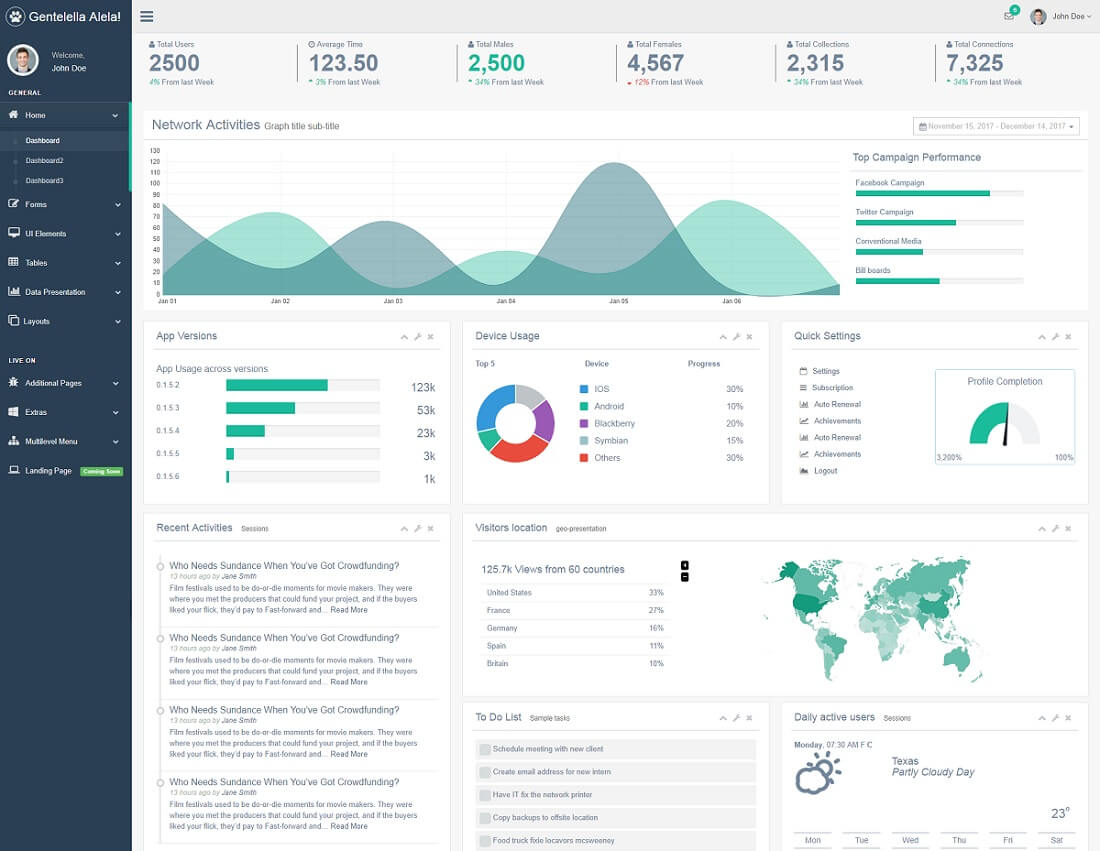 Gentelella Alela!
6
John Doe
Welcome,
John Doe
GENERAL
Home
Dashboard
Dashboard2
Dashboard3
Forms
UI Elements
Tables
Data Presentation
Layouts
LIVE ON
Additional Pages
Extras
Multilevel Menu
Landing Page Coming Soon
Total Users
2500
4% From last Week
Average Time
123.50
3% From last Week
Total Males
2,500
34% From last Week
Total Females
4,567
12% From last Week
Total Collections
2,315
34% From last Week
Total Connections
7,325
34% From last Week
Network Activities Graph title sub-title
November 15, 2017 - December 14, 2017
130
120
110
100
90
80
70
60
50
40
30
20
10
0
Jan 01 Jan 02 Jan 03 Jan 04 Jan 05 Jan 06
Top Campaign Performance
Facebook Campaign
Twitter Campaign
Conventional Media
Bill boards
App Versions
App Usage across versions
0.1.5.2 123k
0.1.5.3 53k
0.1.5.4 23k
0.1.5.5 3k
0.1.5.6 1k
Device Usage
Top 5 Device Progress
IOS 30%
Android 10%
Blackberry 20%
Symbian 15%
Others 30%
Quick Settings
Settings
Subscription
Auto Renewal
Achievements
Auto Renewal
Achievements
Logout
Profile Completion
3,200% 100%
Recent Activities Sessions
Who Needs Sundance When You've Got Crowdfunding?
13 hours ago by Jane Smith
Film festivals used to be do-or-die moments for movie makers. They were
where you met the producers that could fund your project, and if the buyers
liked your flick, they'd pay to Fast-forward and... Read More
Who Needs Sundance When You've Got Crowdfunding?
13 hours ago by Jane Smith
Film festivals used to be do-or-die moments for movie makers. They were
where you met the producers that could fund your project, and if the buyers
liked your flick, they'd pay to Fast-forward and... Read More
Who Needs Sundance When You've Got Crowdfunding?
13 hours ago by Jane Smith
Film festivals used to be do-or-die moments for movie makers. They were
where you met the producers that could fund your project, and if the buyers
liked your flick, they'd pay to Fast-forward and... Read More
Who Needs Sundance When You've Got Crowdfunding?
13 hours ago by Jane Smith
Film festivals used to be do-or-die moments for movie makers. They were
where you met the producers that could fund your project, and if the buyers
liked your flick, they'd pay to Fast-forward and... Read More
Visitors location geo-presentation
125.7k Views from 60 countries
United States 33%
France 27%
Germany 16%
Spain 11%
Britain 10%
+
-
To Do List Sample tasks
Schedule meeting with new client
Create email address for new intern
Have IT fix the network printer
Copy backups to offsite location
Food truck fixie locavors mcsweeney
Daily active users Sessions
Monday, 07:30 AM F C
Texas
Partly Cloudy Day
23°
Mon Tue Wed Thu Fri Sat